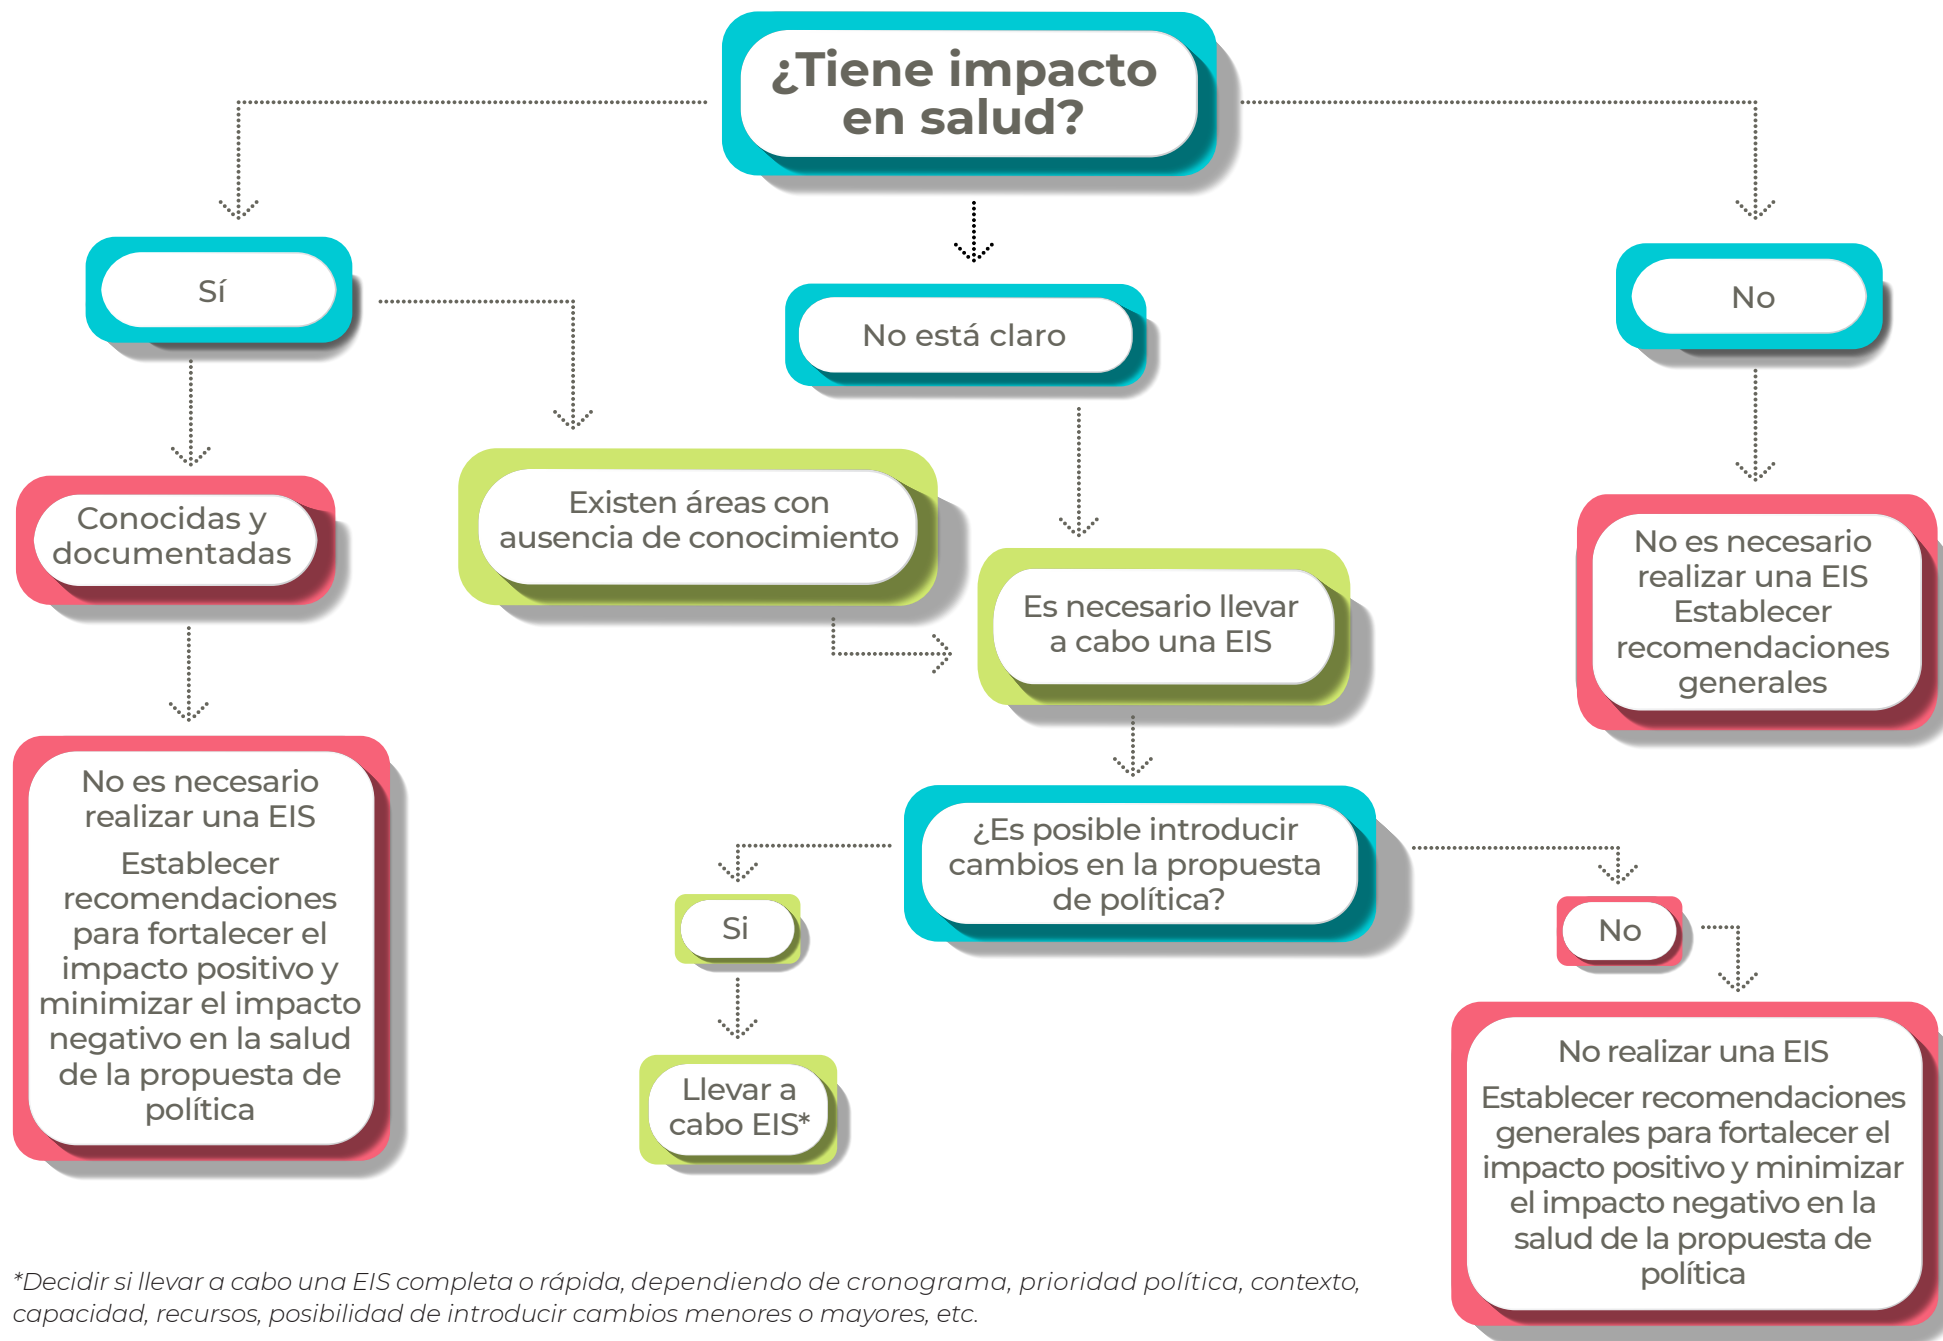 ¿Tiene impacto
en salud?
Sí
No está claro
No
Conocidas y
documentadas
Existen áreas con
ausencia de conocimiento
Es necesario llevar
a cabo una EIS
No es necesario
realizar una EIS
Establecer
recomendaciones
generales
No es necesario
realizar una EIS
Establecer
recomendaciones
para fortalecer el
impacto positivo y
minimizar el impacto
negativo en la salud
de la propuesta de
política
¿Es posible introducir
cambios en la propuesta
de política?
Si
No
Llevar a
cabo EIS*
No realizar una EIS
Establecer recomendaciones
generales para fortalecer el
impacto positivo y minimizar
el impacto negativo en la
salud de la propuesta de
política
*Decidir si llevar a cabo una EIS completa o rápida, dependiendo de cronograma, prioridad política, contexto,
capacidad, recursos, posibilidad de introducir cambios menores o mayores, etc.